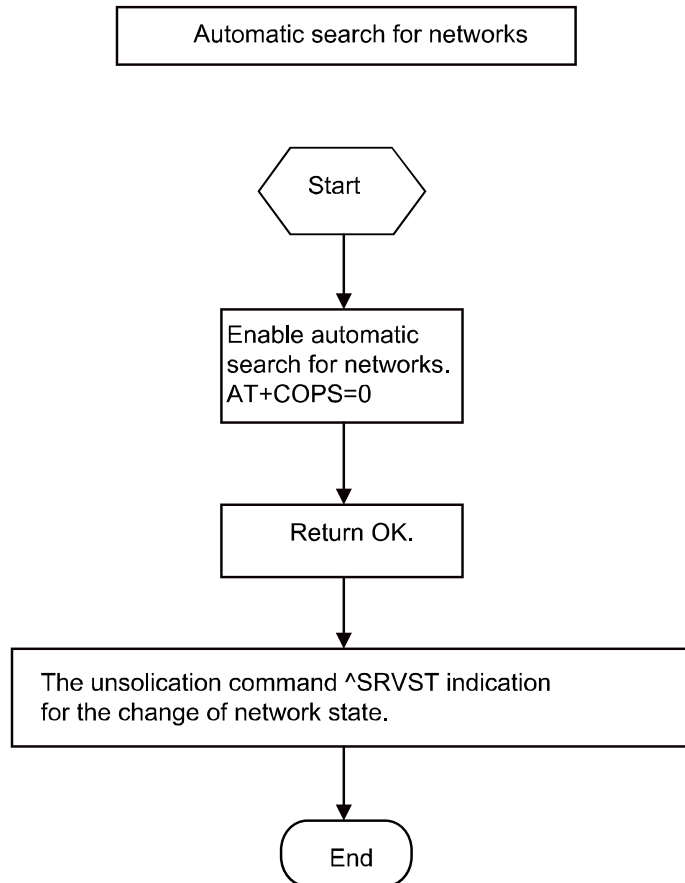 Automatic search for networks
Start
Enable automatic
search for networks.
AT+COPS=0
Return OK.
The unsolication command ^SRVST indication
for the change of network state.
End